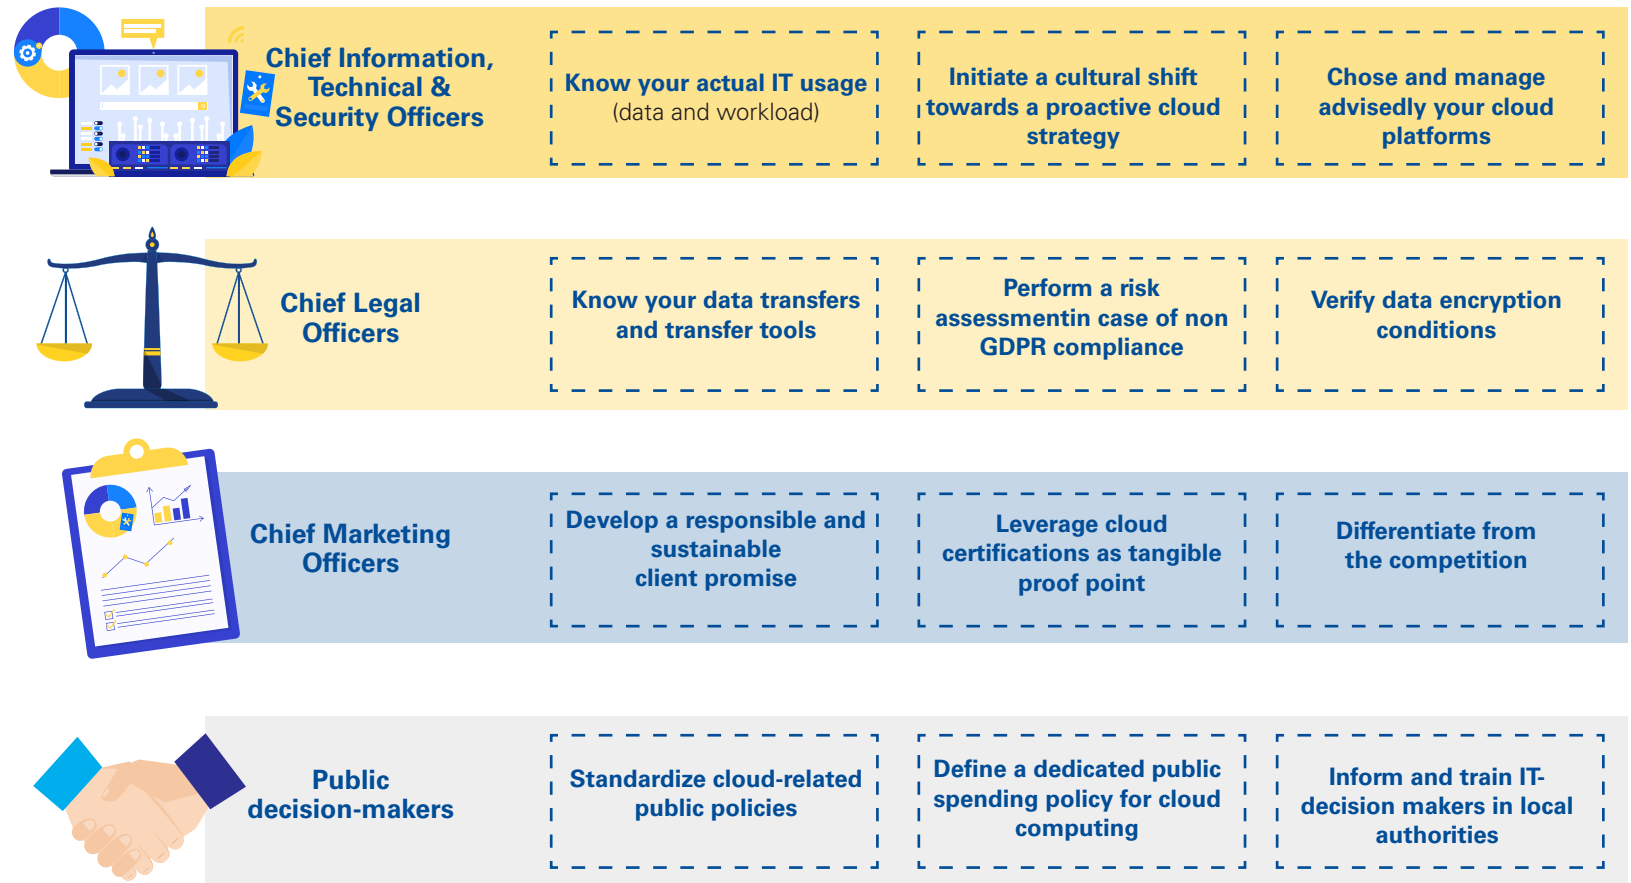 Chief Information,
Technical &
Security Officers
Know your actual IT usage
(data and workload)
Initiate a cultural shift
towards a proactive cloud
strategy
Chose and manage
advisedly your cloud
platforms
Chief Legal
Officers
Know your data transfers
and transfer tools
Perform a risk
assessmentin case of non
GDPR compliance
Verify data encryption
conditions
Chief Marketing
Officers
Develop a responsible and
sustainable
client promise
Leverage cloud
certifications as tangible
proof point
Differentiate from
the competition
Public
decision-makers
Standardize cloud-related
public policies
Define a dedicated public
spending policy for cloud
computing
Inform and train IT-
decision makers in local
authorities